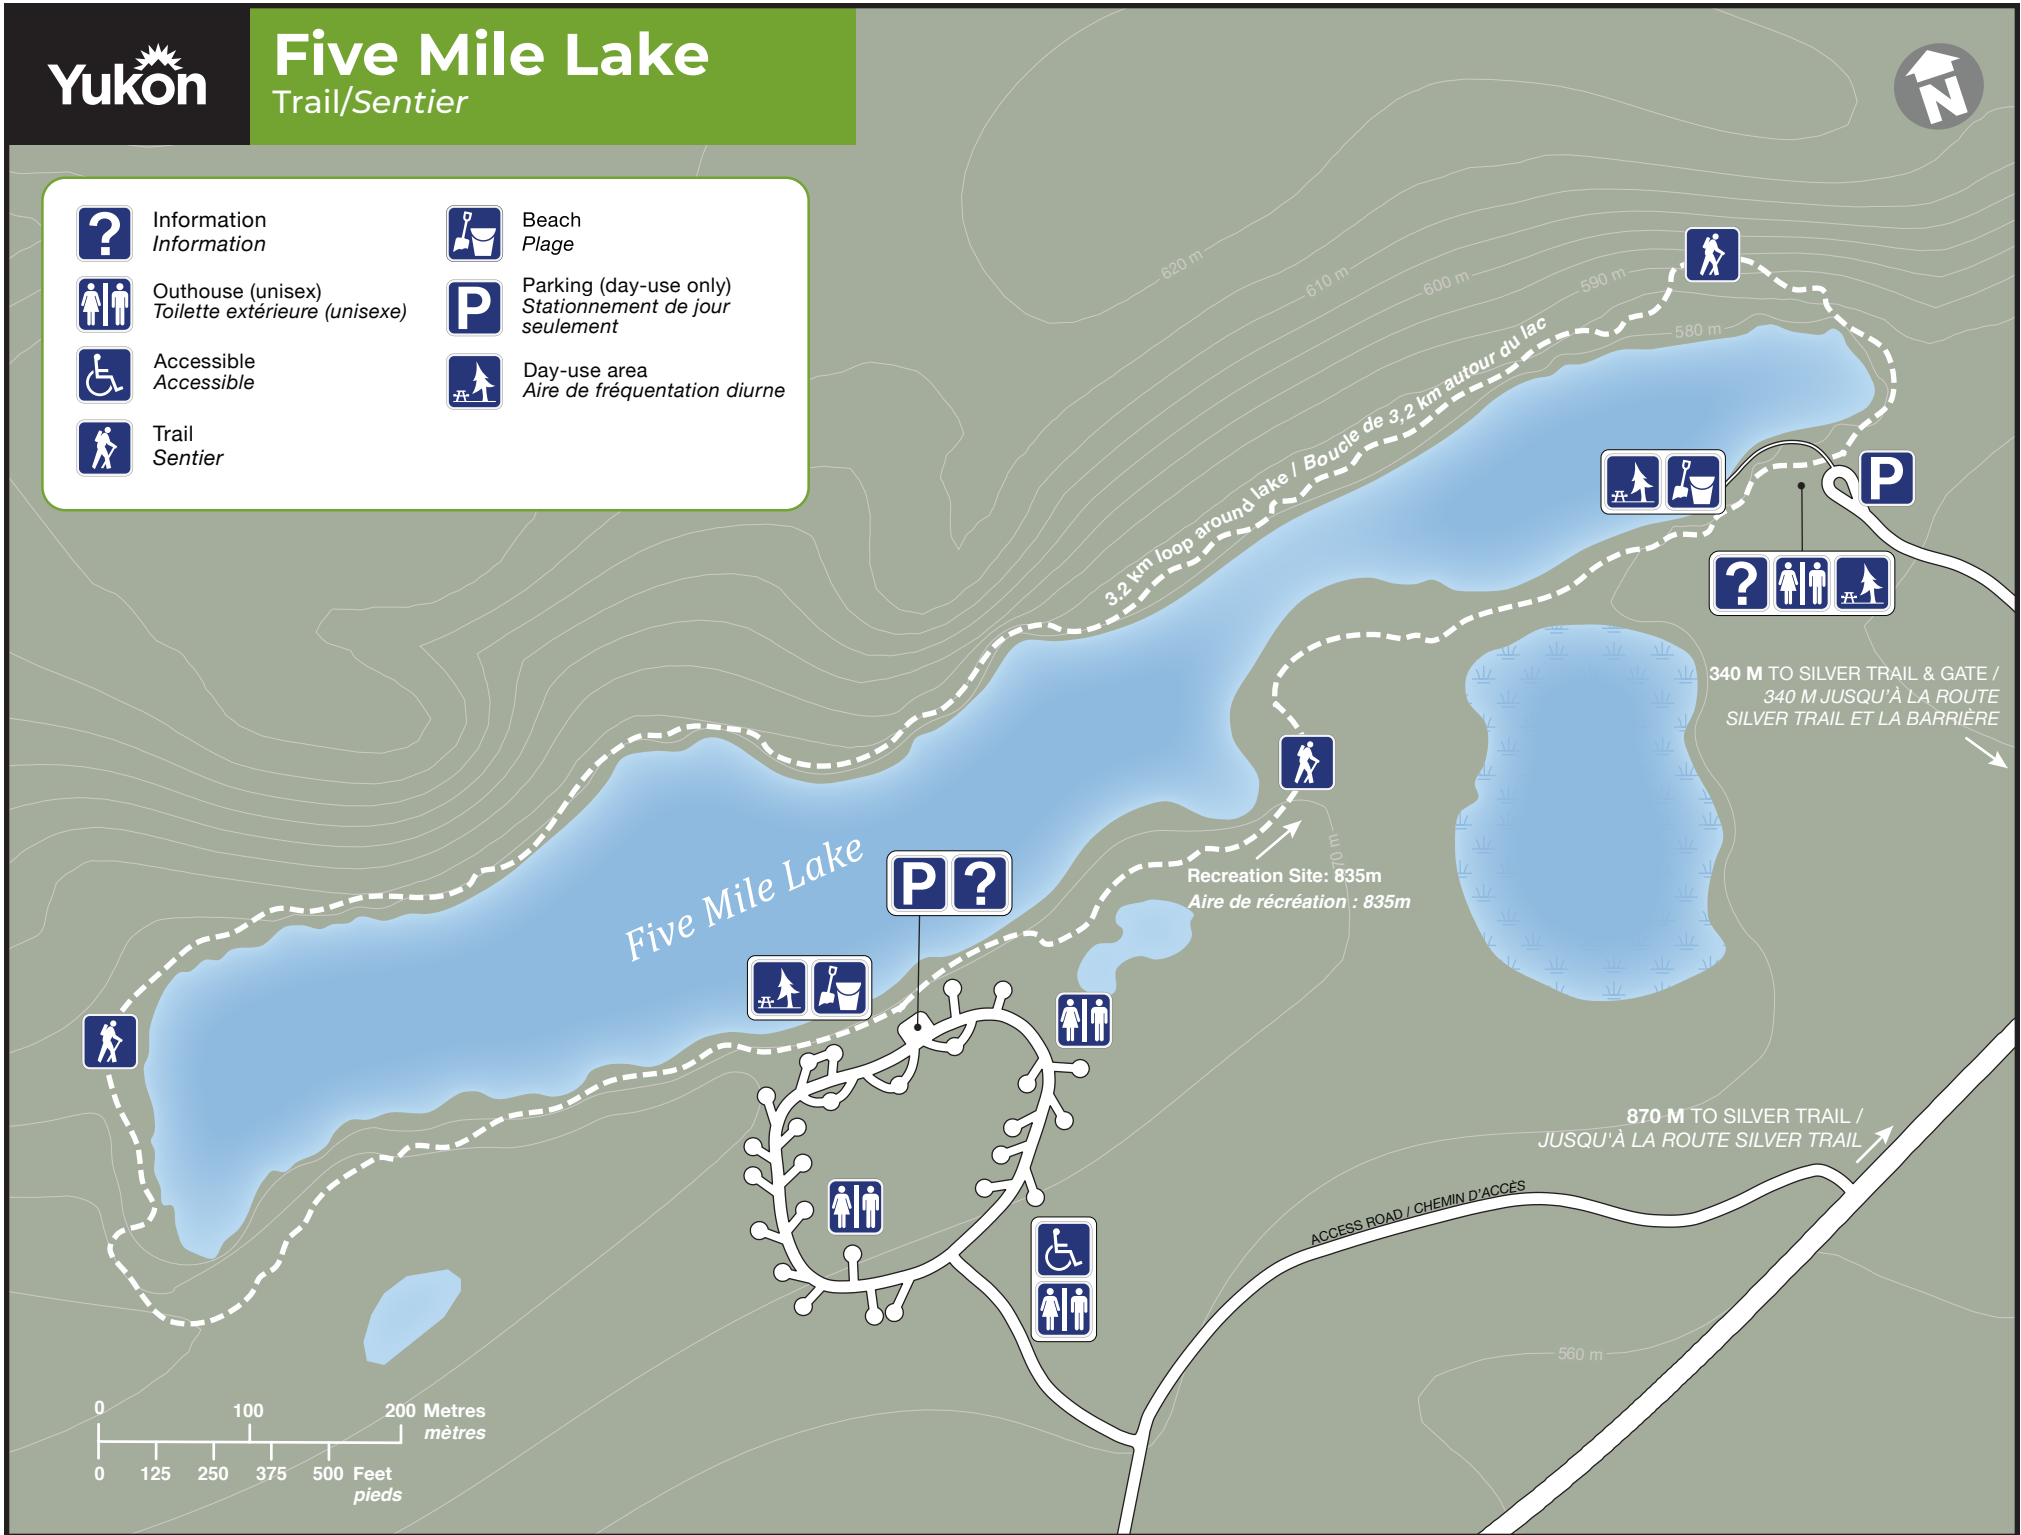 Yukon
Five Mile Lake
Trail/Sentier
N
?
Information
Information
Outhouse (unisex)
Toilette extérieure (unisexe)
Accessible
Accessible
Trail
Sentier
Beach
Plage
P
Parking (day-use only)
Stationnement de jour
seulement
Day-use area
Aire de fréquentation diurne
620 m
610 m
600 m
590 m
580 m
3.2 km loop around lake / Boucle de 3,2 km autour du lac
P
?
340 M TO SILVER TRAIL & GATE /
340 M JUSQU'À LA ROUTE
SILVER TRAIL ET LA BARRIÈRE
Five Mile Lake
P ?
Recreation Site: 835m
Aire de récréation : 835m
70 m
870 M TO SILVER TRAIL /
JUSQU'À LA ROUTE SILVER TRAIL
ACCESS ROAD / CHEMIN D'ACCÈS
560 m
0 100 200 Metres
mètres
0 125 250 375 500 Feet
pieds